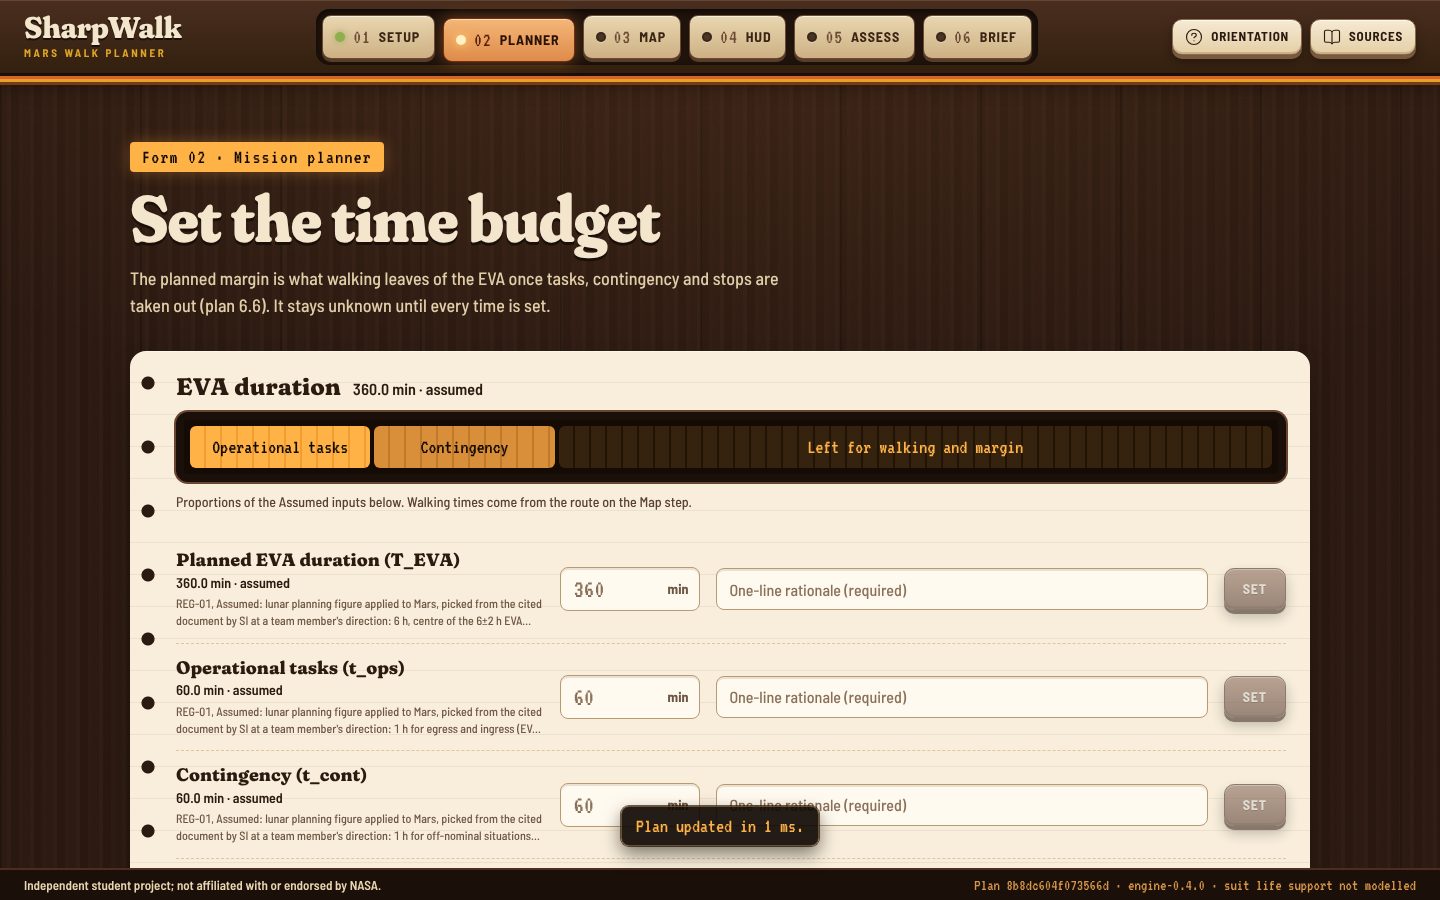 SharpWalk
MARS WALK PLANNER
01 SETUP
02 PLANNER
03 MAP
04 HUD
05 ASSESS
06 BRIEF
ORIENTATION
SOURCES
Form 02 · Mission planner
Set the time budget
The planned margin is what walking leaves of the EVA once tasks, contingency and stops are
taken out (plan 6.6). It stays unknown until every time is set.
EVA duration 360.0 min · assumed
Operational tasks
Contingency
Left for walking and margin
Proportions of the Assumed inputs below. Walking times come from the route on the Map step.
Planned EVA duration (T_EVA)
360.0 min · assumed
REG-01, Assumed: lunar planning figure applied to Mars, picked from the cited
document by SI at a team member's direction: 6 h, centre of the 6±2 h EVA...
360 min
One-line rationale (required)
SET
Operational tasks (t_ops)
60.0 min · assumed
REG-01, Assumed: lunar planning figure applied to Mars, picked from the cited
document by SI at a team member's direction: 1 h for egress and ingress (EV...
60 min
One-line rationale (required)
SET
Contingency (t_cont)
60.0 min · assumed
REG-01, Assumed: lunar planning figure applied to Mars, picked from the cited
document by SI at a team member's direction: 1 h for off-nominal situations...
60 min
One-line rationale (required)
SET
Plan updated in 1 ms.
Independent student project; not affiliated with or endorsed by NASA.
Plan 8b8dc604f073566d · engine-0.4.0 · suit life support not modelled